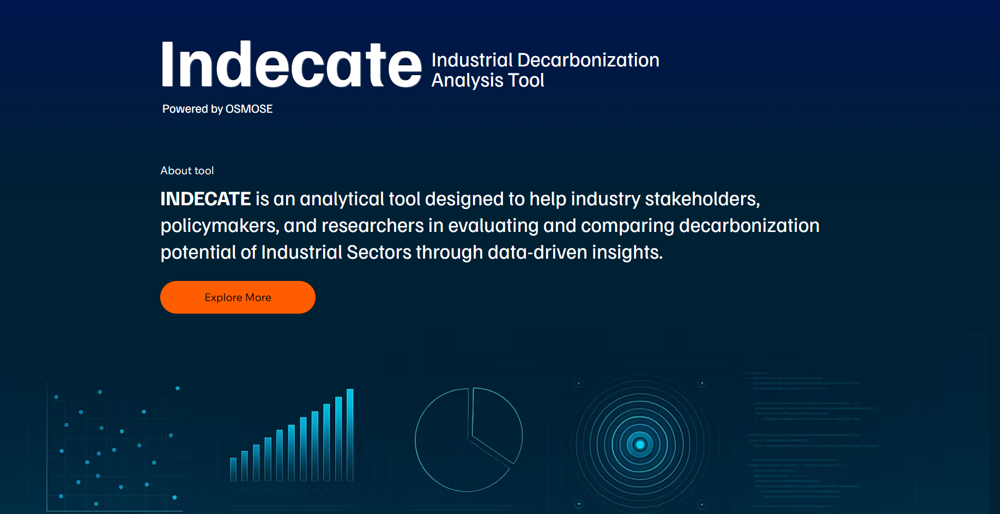 Indecate
Industrial Decarbonization
Analysis Tool
Powered by OSMOSE
About tool
INDECATE is an analytical tool designed to help industry stakeholders,
policymakers, and researchers in evaluating and comparing decarbonization
potential of Industrial Sectors through data-driven insights.
Explore More